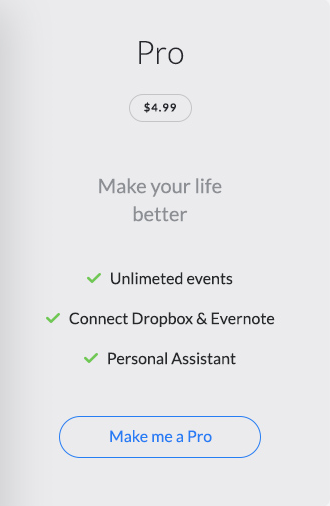 Pro
$4.99
Make your life
better
Unlimeted events
Connect Dropbox & Evernote
Personal Assistant
Make me a Pro